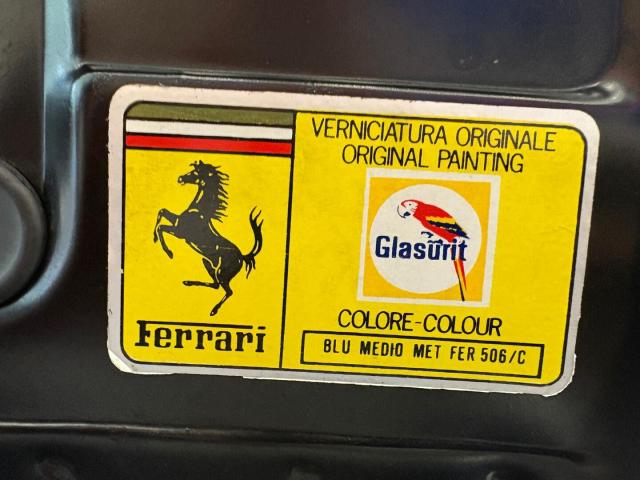 VERNICIATURA ORIGINALE
ORIGINAL PAINTING
Glasurit
Ferrari
COLORE-COLOUR
BLU MEDIO MET FER 506/C